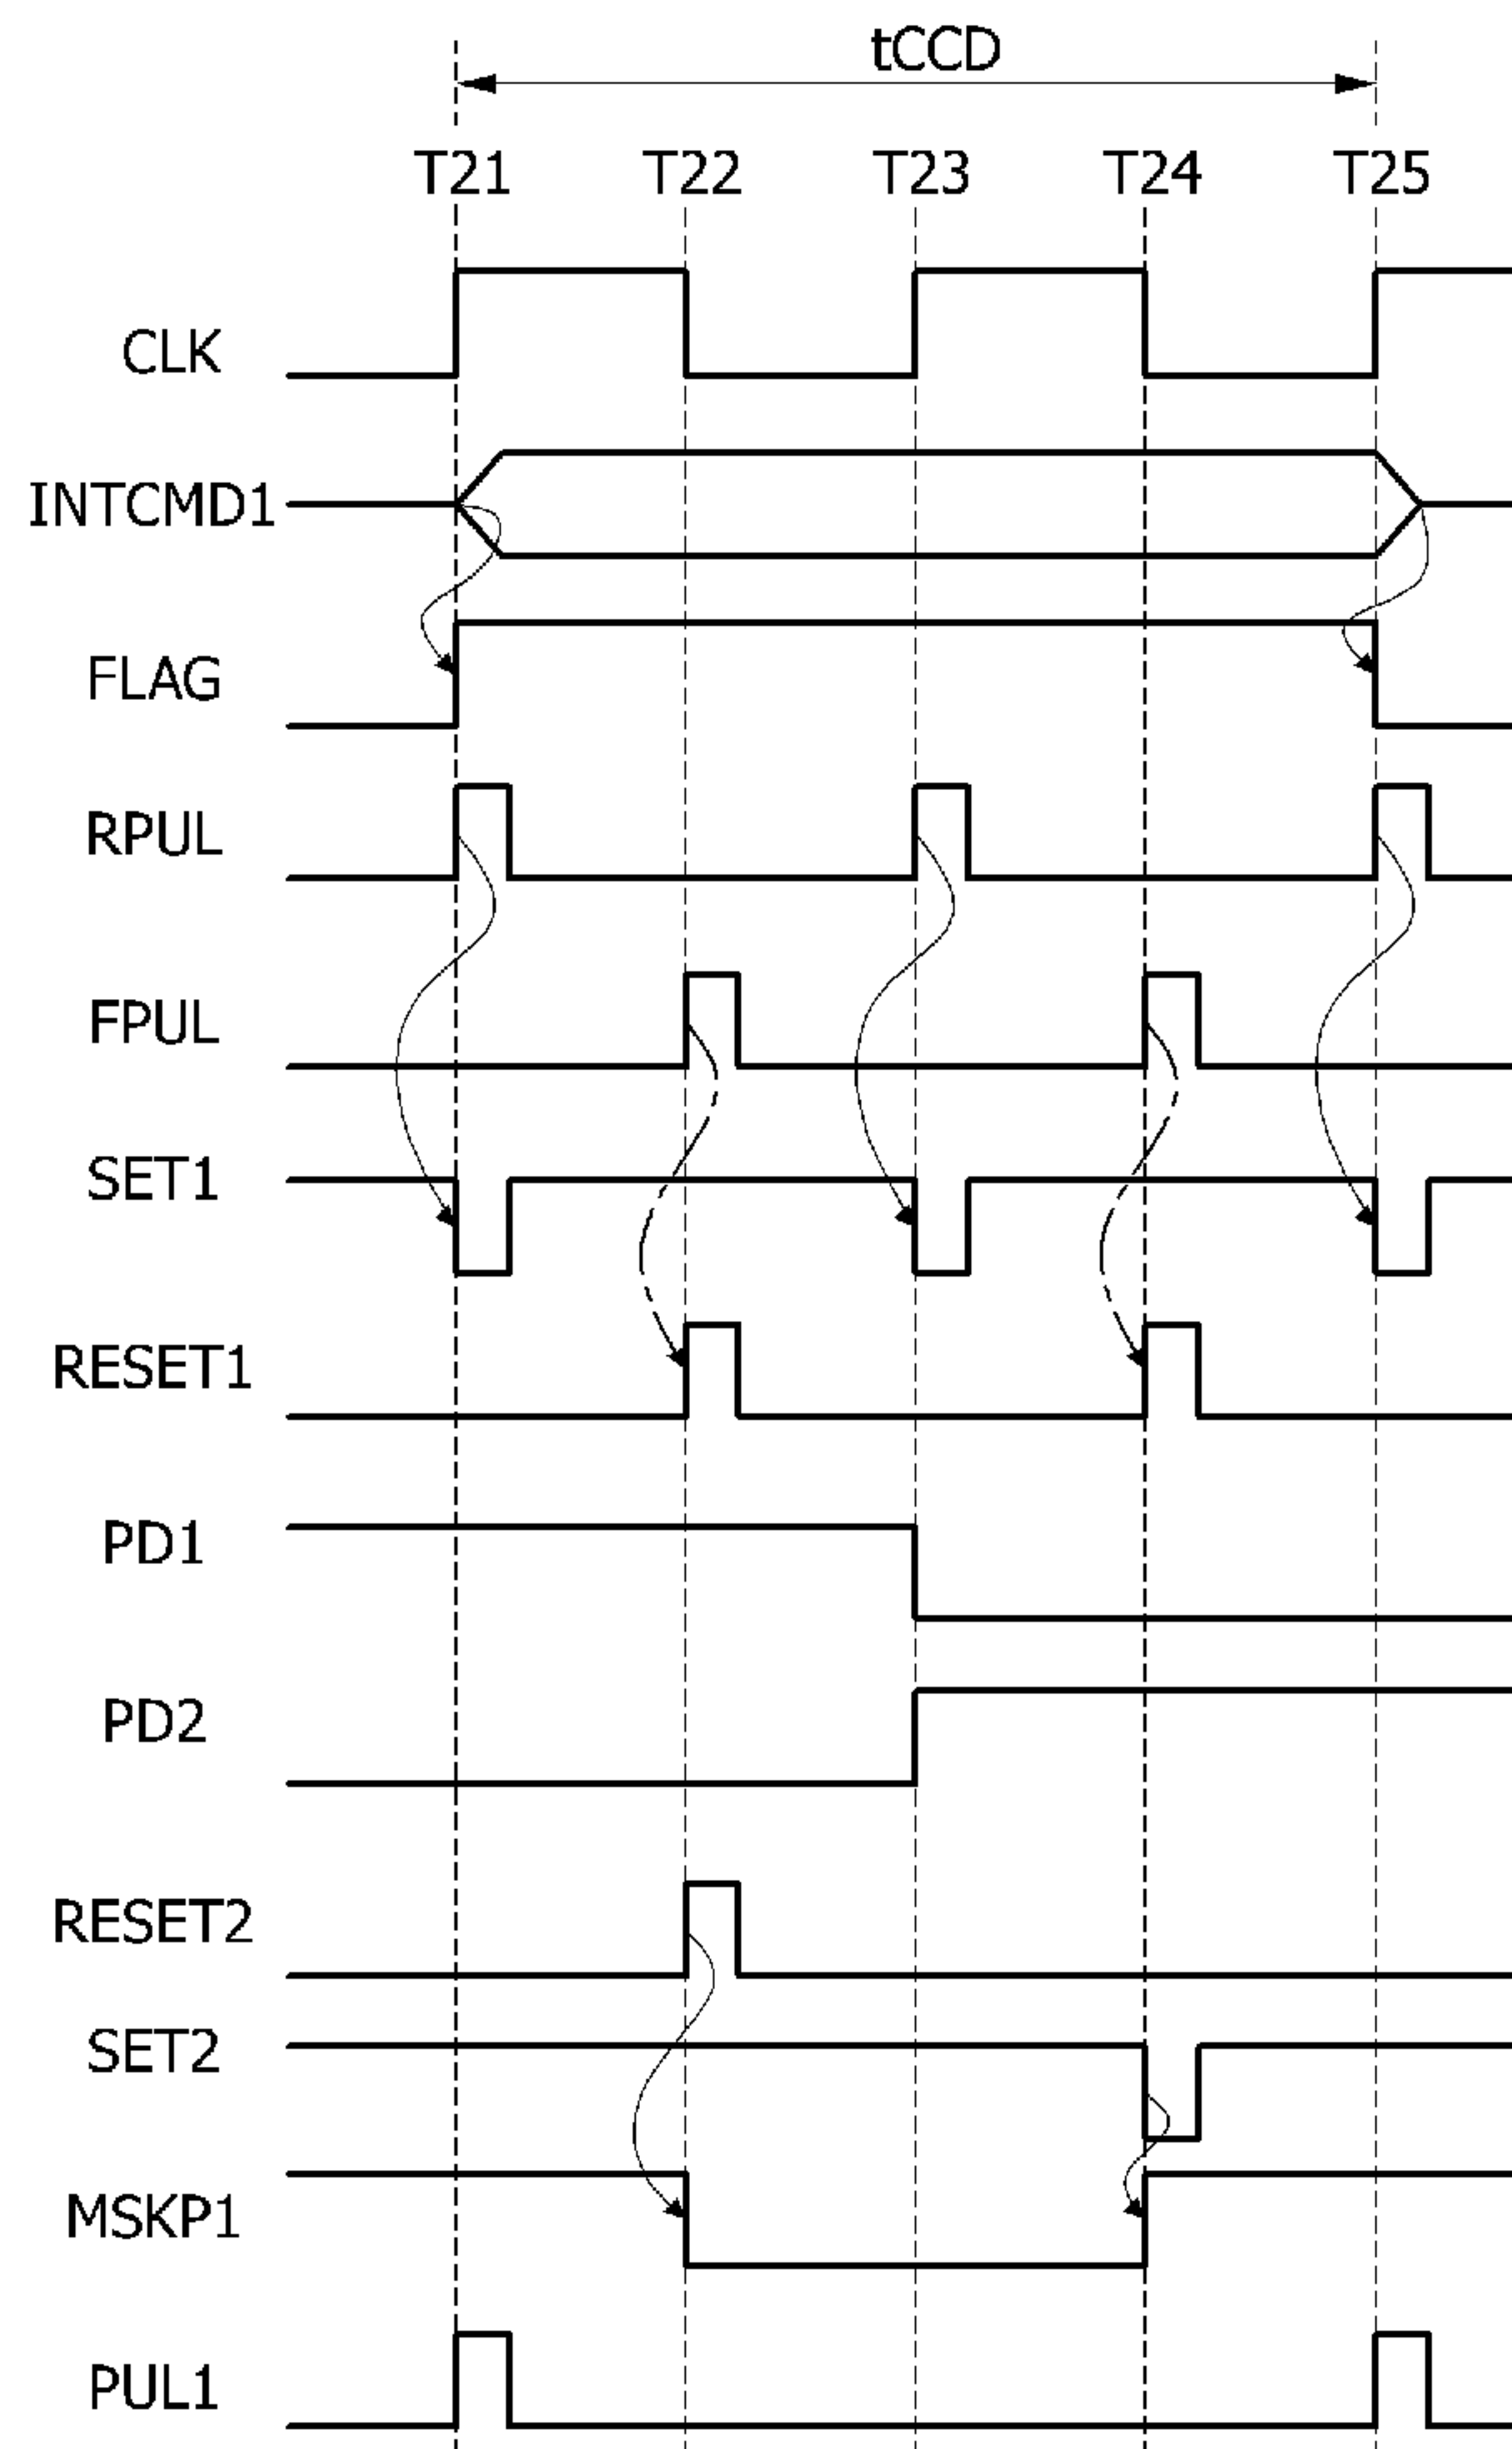 tCCD
T21 T22 T23 T24 T25
CLK
INTCMD1
FLAG
RPUL
FPUL
SET1
RESET1
PD1
PD2
RESET2
SET2
MSKP1
PUL1